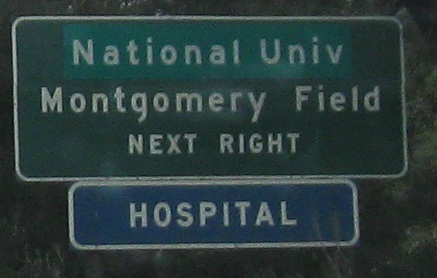 National Univ
Montgomery Field
NEXT RIGHT
HOSPITAL